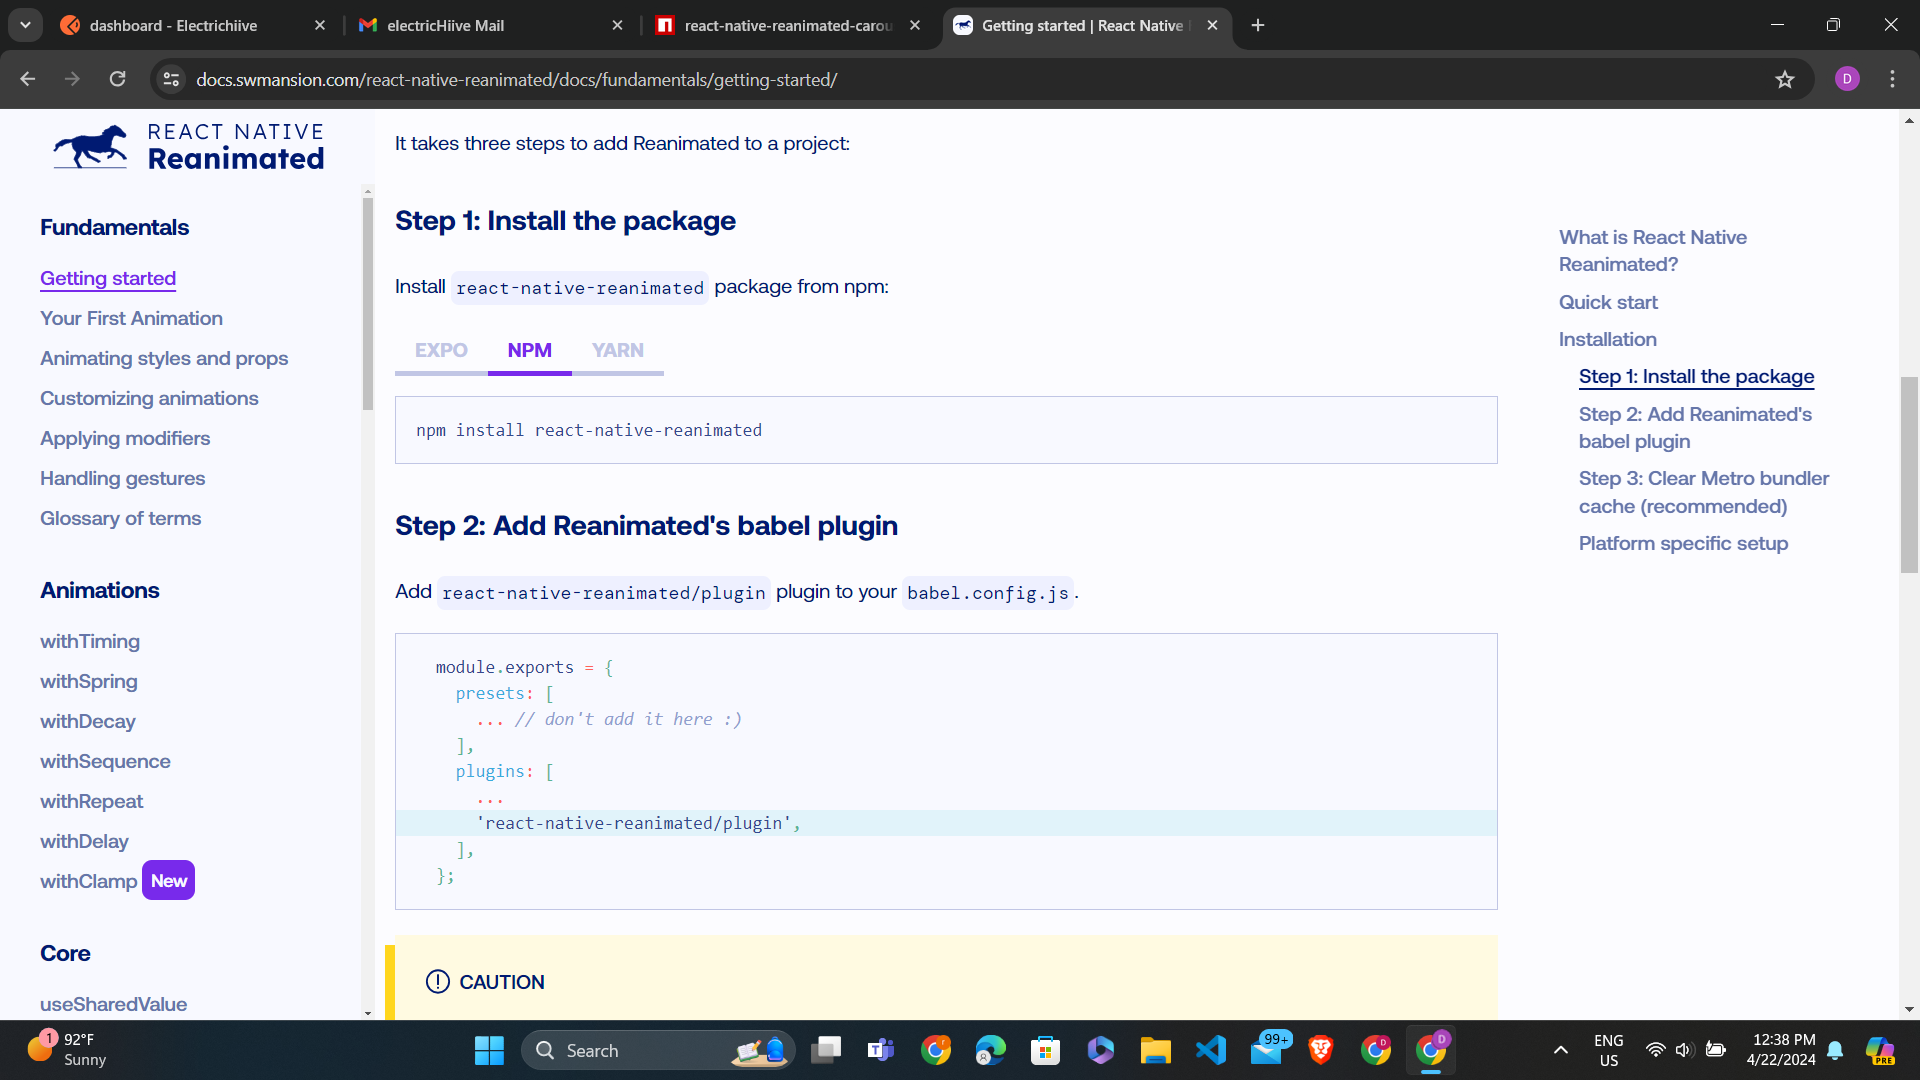 dashboard - Electrichiive
electricHiive Mail
react-native-reanimated-carou
Getting started | React Native
docs.swmansion.com/react-native-reanimated/docs/fundamentals/getting-started/
D
REACT NATIVE
Reanimated
Fundamentals
Getting started
Your First Animation
Animating styles and props
Customizing animations
Applying modifiers
Handling gestures
Glossary of terms
Animations
withTiming
withSpring
withDecay
withSequence
withRepeat
withDelay
withClamp New
Core
useSharedValue
It takes three steps to add Reanimated to a project:
Step 1: Install the package
Install react-native-reanimated package from npm:
EXPO NPM YARN
npm install react-native-reanimated
Step 2: Add Reanimated's babel plugin
Add react-native-reanimated/plugin plugin to your babel.config.js.
module.exports = {
presets: [
... // don't add it here :)
],
plugins: [
...
'react-native-reanimated/plugin',
],
};
CAUTION
What is React Native
Reanimated?
Quick start
Installation
Step 1: Install the package
Step 2: Add Reanimated's
babel plugin
Step 3: Clear Metro bundler
cache (recommended)
Platform specific setup
1
92°F
Sunny
Search
99+
D
D
ENG
US
12:38 PM
4/22/2024
PRE